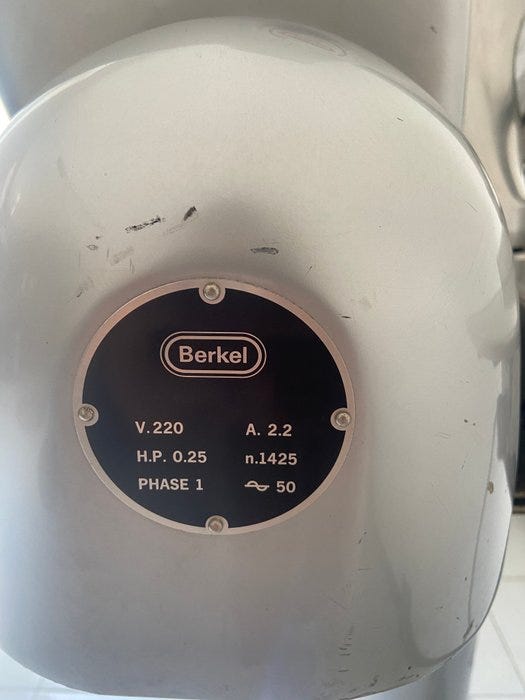 Berkel
V.220 A. 2.2
H.P. 0.25 n.1425
PHASE 1 50